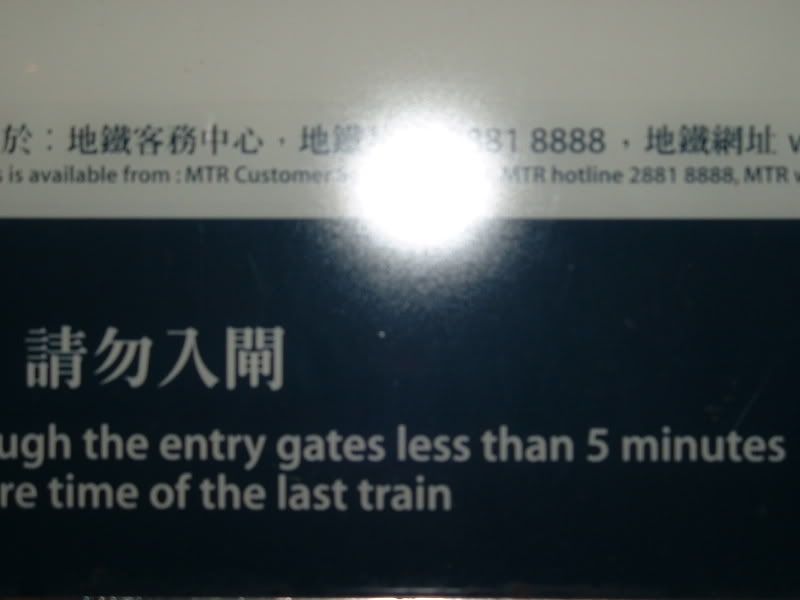 於：地鐵客務中心，地鐵 881 8888，地鐵網址
is available from : MTR Customer MTR hotline 2881 8888, MTR
請勿入閘
ugh the entry gates less than 5 minutes
re time of the last train